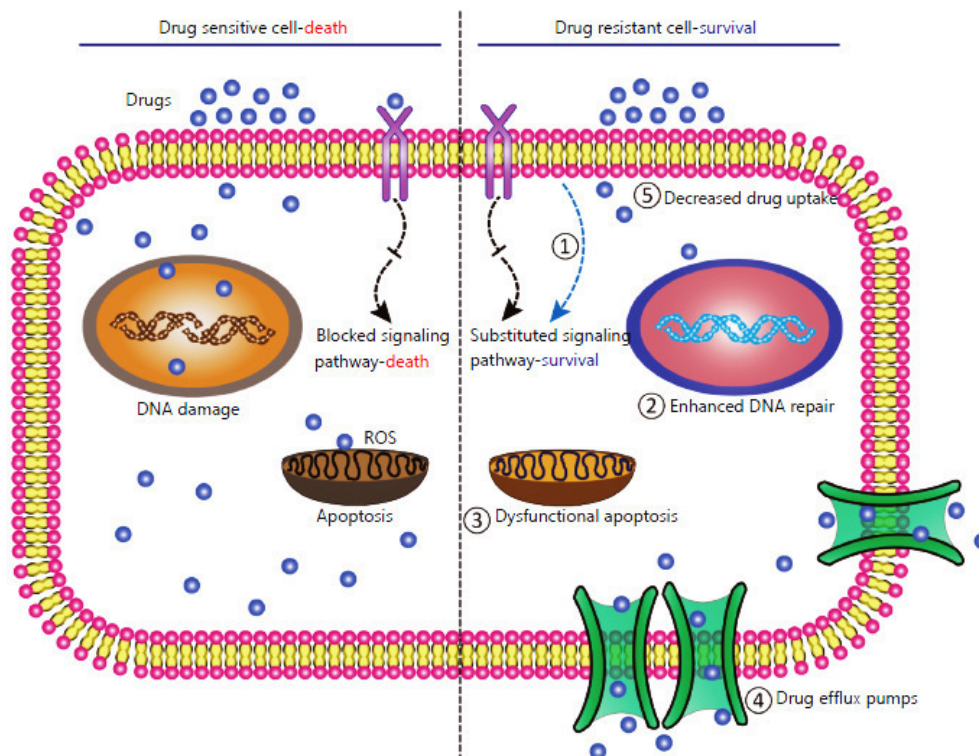 Drug sensitive cell-death
Drug resistant cell-survival
Drugs
⑤ Decreased drug uptake
①
Blocked signaling
pathway-death
Substituted signaling
pathway-survival
DNA damage
② Enhanced DNA repair
ROS
Apoptosis
③ Dysfunctional apoptosis
④ Drug efflux pumps